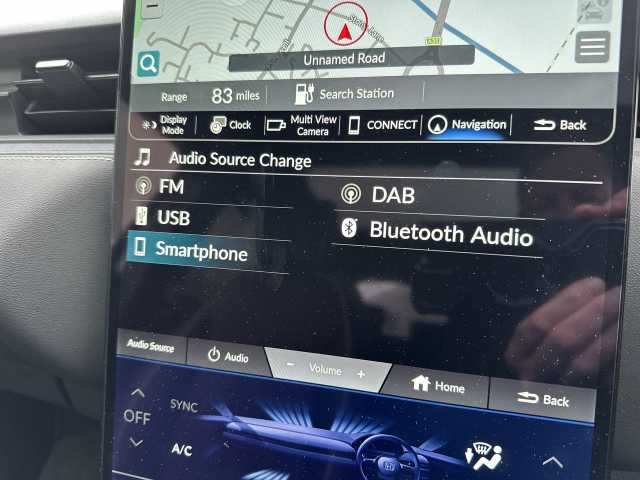 Unnamed Road
Range 83 miles Search Station
Display Mode Clock Multi View Camera CONNECT Navigation Back
Audio Source Change
FM DAB
USB Bluetooth Audio
Smartphone
Audio Source Audio − Volume + Home Back
OFF SYNC
A/C